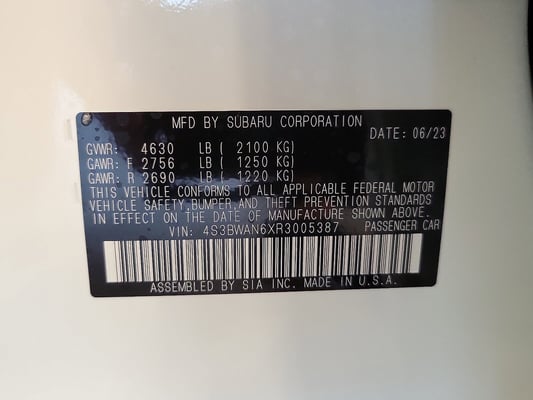 MFD BY SUBARU CORPORATION
DATE: 06/23
GVWR: 4630 LB ( 2100 KG)
GAWR: F 2756 LB ( 1250 KG)
GAWR: R 2690 LB ( 1220 KG)
THIS VEHICLE CONFORMS TO ALL APPLICABLE FEDERAL MOTOR
VEHICLE SAFETY,BUMPER,AND THEFT PREVENTION STANDARDS
IN EFFECT ON THE DATE OF MANUFACTURE SHOWN ABOVE.
VIN: 4S3BWAN6XR3005387 PASSENGER CAR
ASSEMBLED BY SIA INC. MADE IN U.S.A.